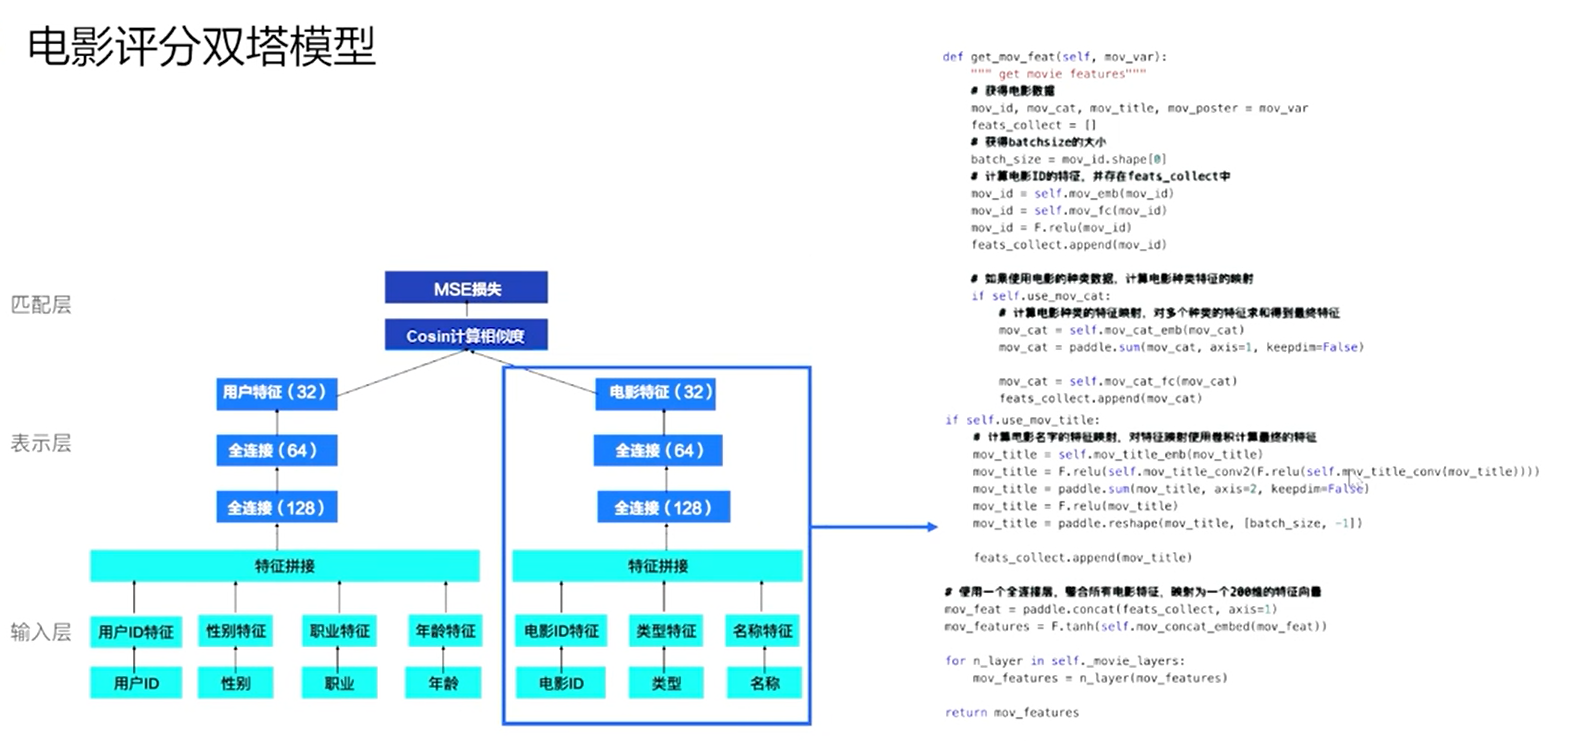 电影评分双塔模型
匹配层
MSE损失
Cosin计算相似度
表示层
用户特征（32）
电影特征（32）
全连接（64）
全连接（64）
全连接（128）
全连接（128）
输入层
特征拼接
特征拼接
用户ID特征
性别特征
职业特征
年龄特征
电影ID特征
类型特征
名称特征
用户ID
性别
职业
年龄
电影ID
类型
名称
def get_mov_feat(self, mov_var):
""" get movie features"""
# 获得电影数据
mov_id, mov_cat, mov_title, mov_poster = mov_var
feats_collect = []
# 获得batchsize的大小
batch_size = mov_id.shape[0]
# 计算电影ID的特征，并存在feats_collect中
mov_id = self.mov_emb(mov_id)
mov_id = self.mov_fc(mov_id)
mov_id = F.relu(mov_id)
feats_collect.append(mov_id)
# 如果使用电影的种类数据，计算电影种类特征的映射
if self.use_mov_cat:
# 计算电影种类的特征映射，对多个种类的特征求和得到最终特征
mov_cat = self.mov_cat_emb(mov_cat)
mov_cat = paddle.sum(mov_cat, axis=1, keepdim=False)
mov_cat = self.mov_cat_fc(mov_cat)
feats_collect.append(mov_cat)
if self.use_mov_title:
# 计算电影名字的特征映射，对特征映射使用卷积计算最终的特征
mov_title = self.mov_title_emb(mov_title)
mov_title = F.relu(self.mov_title_conv2(F.relu(self.mov_title_conv(mov_title))))
mov_title = paddle.sum(mov_title, axis=2, keepdim=False)
mov_title = F.relu(mov_title)
mov_title = paddle.reshape(mov_title, [batch_size, -1])
feats_collect.append(mov_title)
# 使用一个全连接层，整合所有电影特征，映射为一个200维的特征向量
mov_feat = paddle.concat(feats_collect, axis=1)
mov_features = F.tanh(self.mov_concat_embed(mov_feat))
for n_layer in self._movie_layers:
mov_features = n_layer(mov_features)
return mov_features